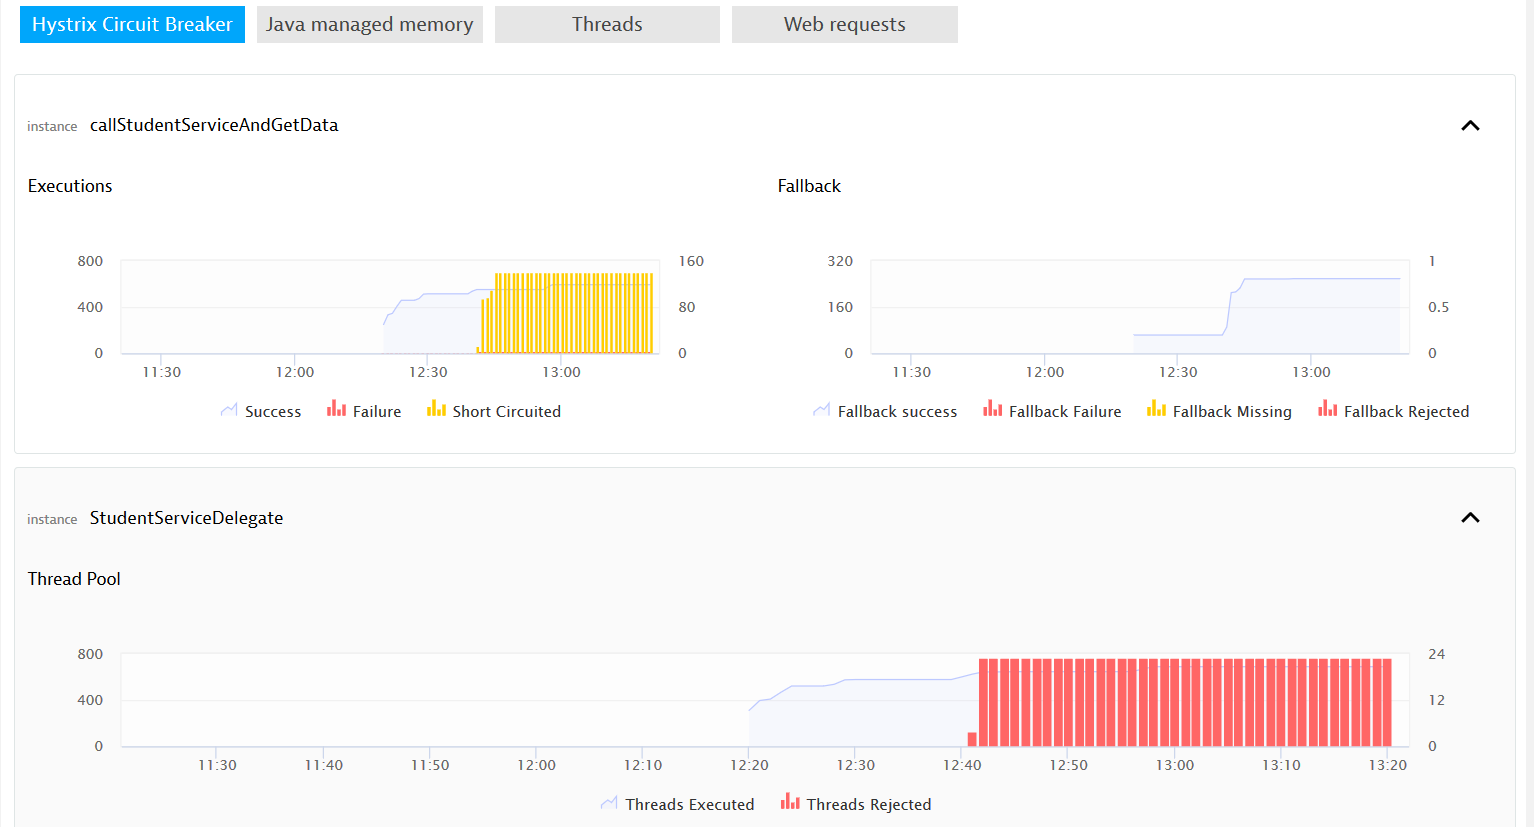 Hystrix Circuit Breaker Java managed memory Threads Web requests
instance callStudentServiceAndGetData
Executions
800 160
400 80
0 0
11:30 12:00 12:30 13:00
Success Failure Short Circuited
Fallback
320 1
160 0.5
0 0
11:30 12:00 12:30 13:00
Fallback success Fallback Failure Fallback Missing Fallback Rejected
instance StudentServiceDelegate
Thread Pool
800 24
400 12
0 0
11:30 11:40 11:50 12:00 12:10 12:20 12:30 12:40 12:50 13:00 13:10 13:20
Threads Executed Threads Rejected